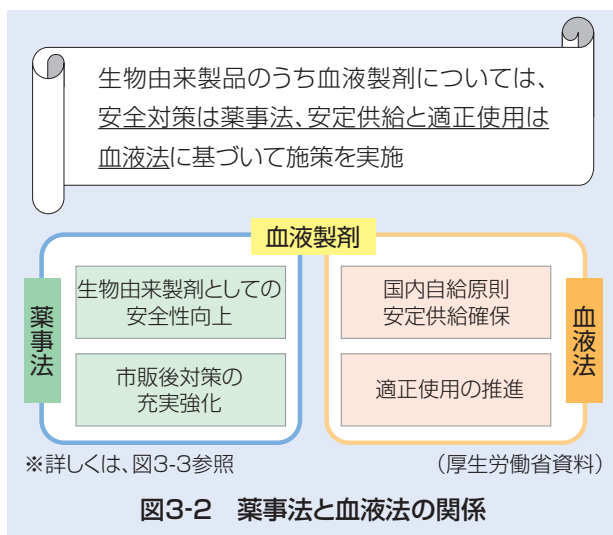 生物由来製品のうち血液製剤については、
安全対策は薬事法、安定供給と適正使用は
血液法に基づいて施策を実施
血液製剤
薬事法
生物由来製剤としての
安全性向上
市販後対策の
充実強化
国内自給原則
安定供給確保
適正使用の推進
血液法
※詳しくは、図3-3参照
（厚生労働省資料）
図3-2　薬事法と血液法の関係